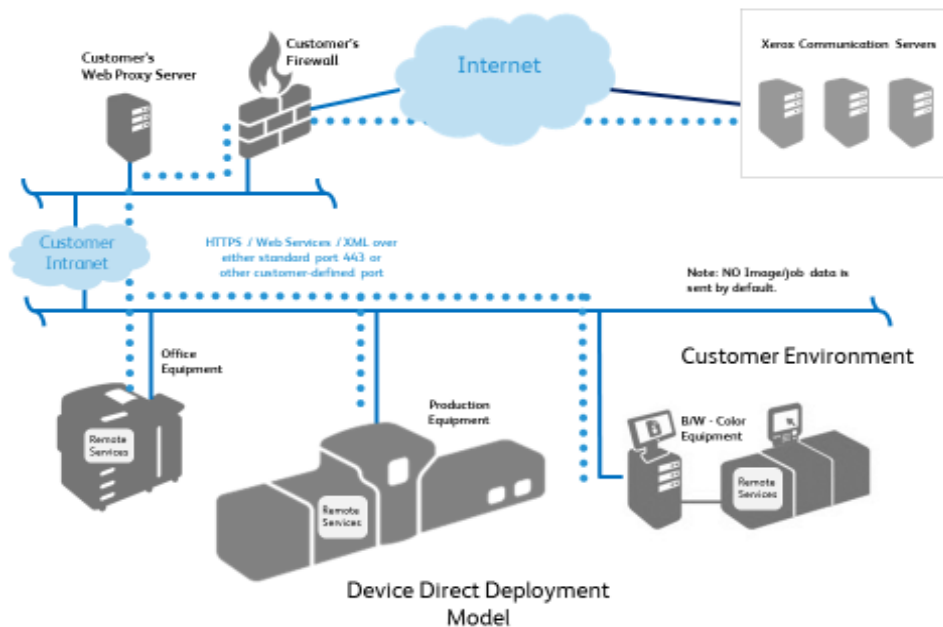 Customer's
Web Proxy Server
Customer's
Firewall
Internet
Xerox Communication Servers
Customer
Intranet
HTTPS / Web Services / XML over
either standard port 443 or
other customer-defined port
Note: NO Image/job data is
sent by default.
Customer Environment
Office
Equipment
Remote
Services
Production
Equipment
Remote
Services
B/W - Color
Equipment
Remote
Services
Device Direct Deployment
Model